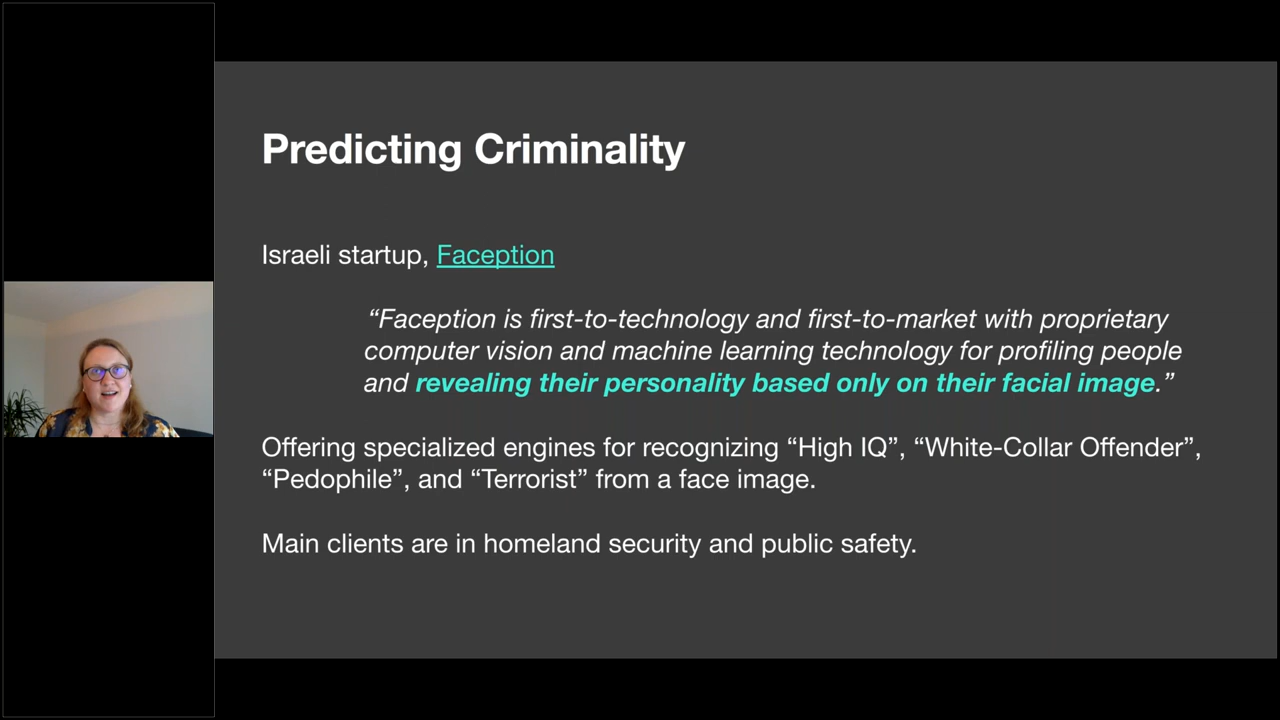 Predicting Criminality
Israeli startup, Faception
“Faception is first-to-technology and first-to-market with proprietary
computer vision and machine learning technology for profiling people
and revealing their personality based only on their facial image.”
Offering specialized engines for recognizing “High IQ”, “White-Collar Offender”,
“Pedophile”, and “Terrorist” from a face image.
Main clients are in homeland security and public safety.